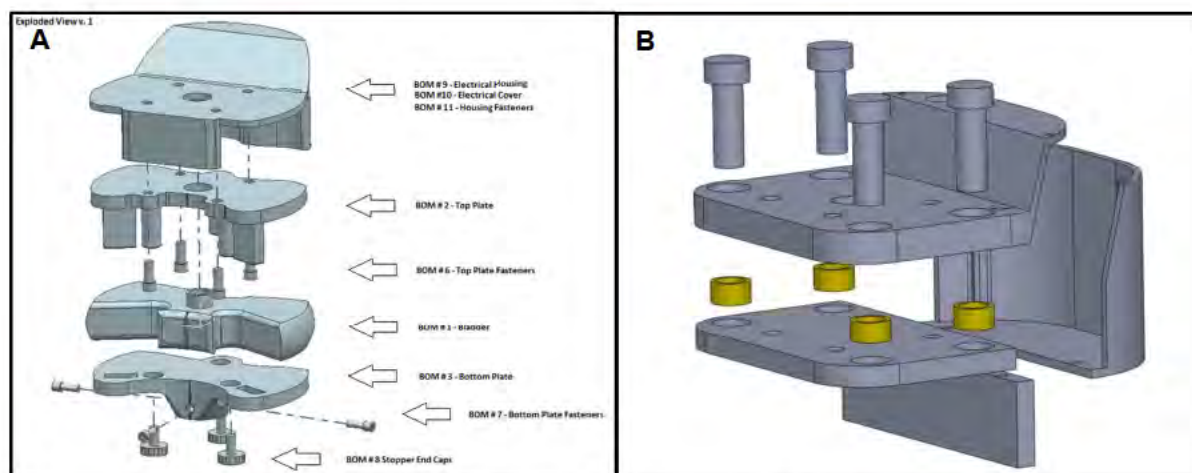 Exploded View v. 1
A
B
BOM # 9 - Electrical Housing
BOM #10 - Electrical Cover
BOM # 11 - Housing Fasteners
BOM # 2 - Top Plate
BOM # 6 - Top Plate Fasteners
BOM # 1 - Bladder
BOM # 3 - Bottom Plate
BOM # 7 - Bottom Plate Fasteners
BOM # 8 Stopper End Caps